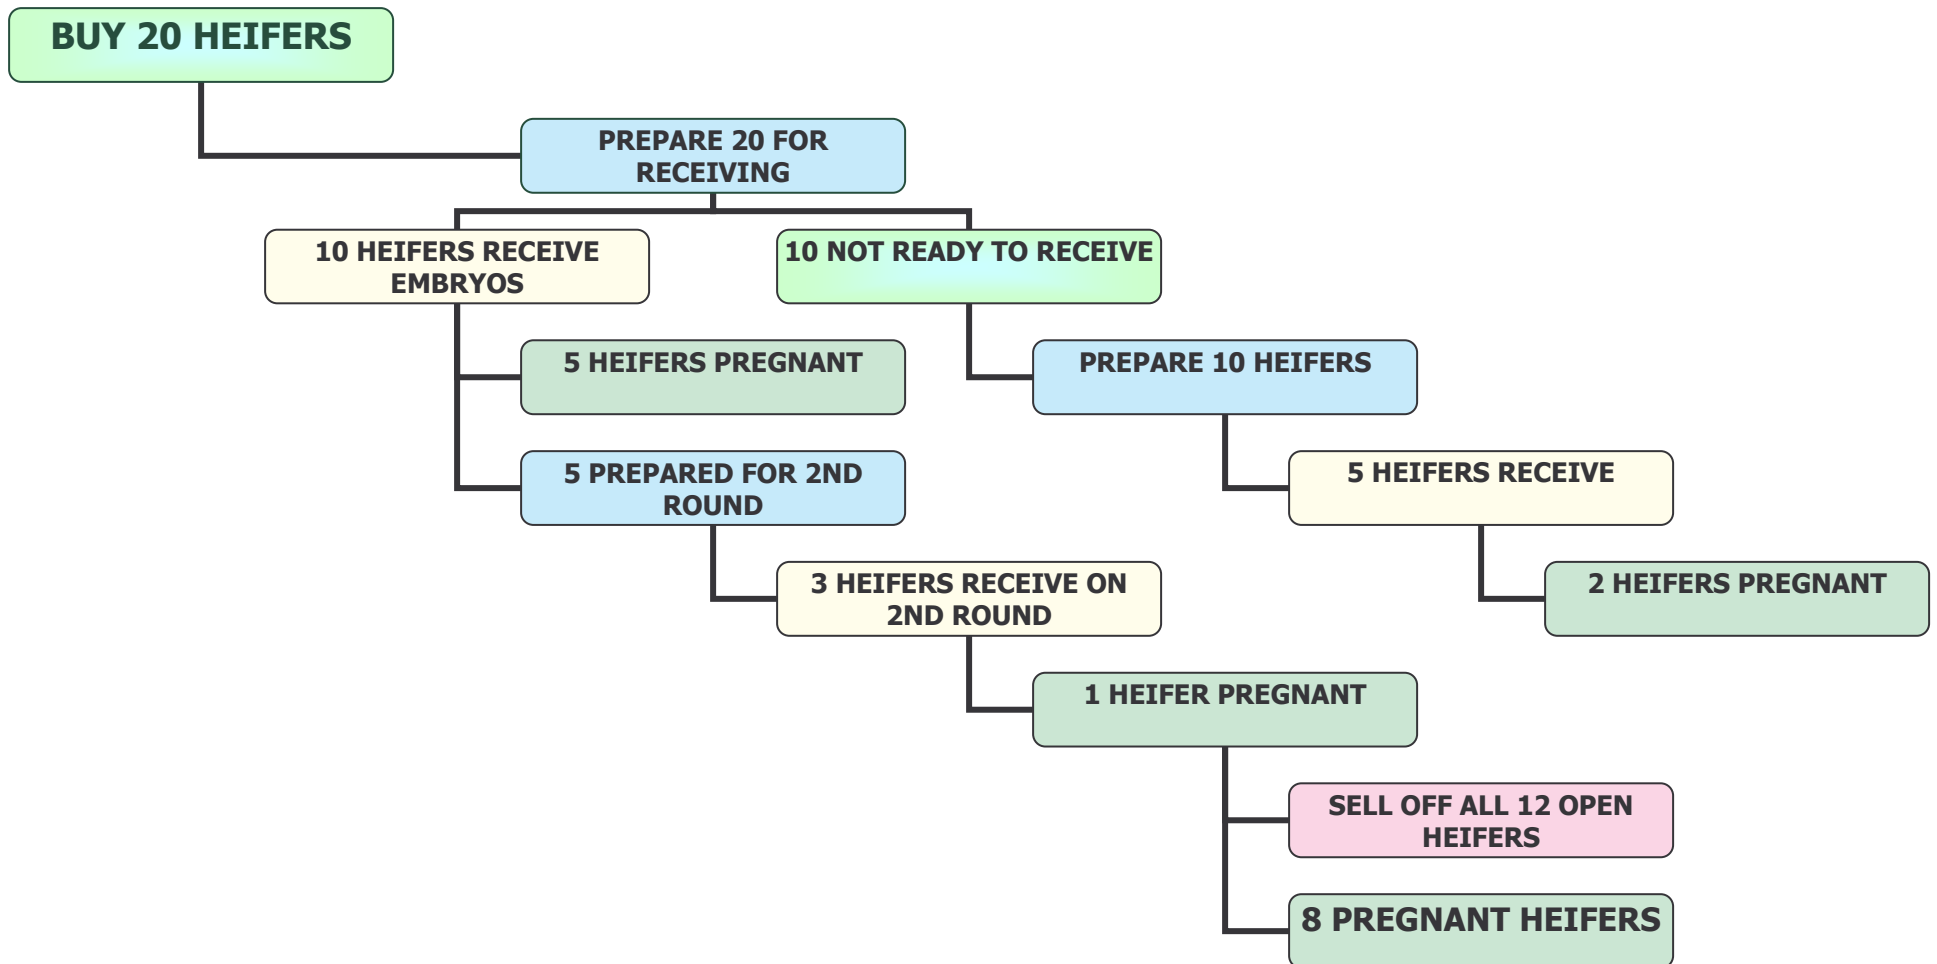 BUY 20 HEIFERS
PREPARE 20 FOR
RECEIVING
10 HEIFERS RECEIVE
EMBRYOS
10 NOT READY TO RECEIVE
5 HEIFERS PREGNANT
PREPARE 10 HEIFERS
5 PREPARED FOR 2ND
ROUND
5 HEIFERS RECEIVE
3 HEIFERS RECEIVE ON
2ND ROUND
2 HEIFERS PREGNANT
1 HEIFER PREGNANT
SELL OFF ALL 12 OPEN
HEIFERS
8 PREGNANT HEIFERS